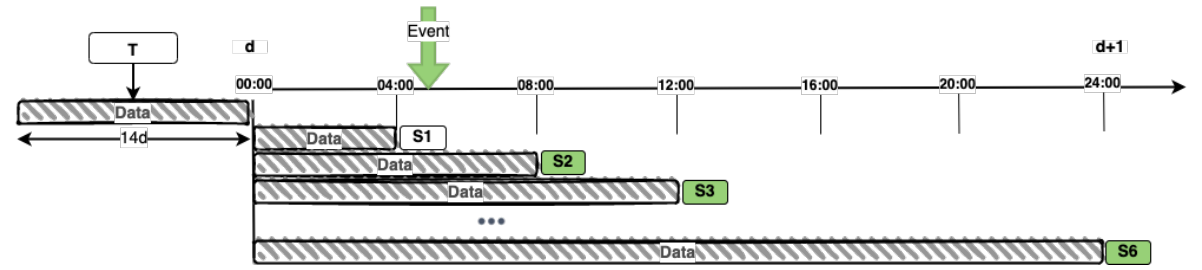 Event
T
d
d+1
00:00
04:00
08:00
12:00
16:00
20:00
24:00
Data
14d
Data
S1
Data
S2
Data
S3
Data
S6